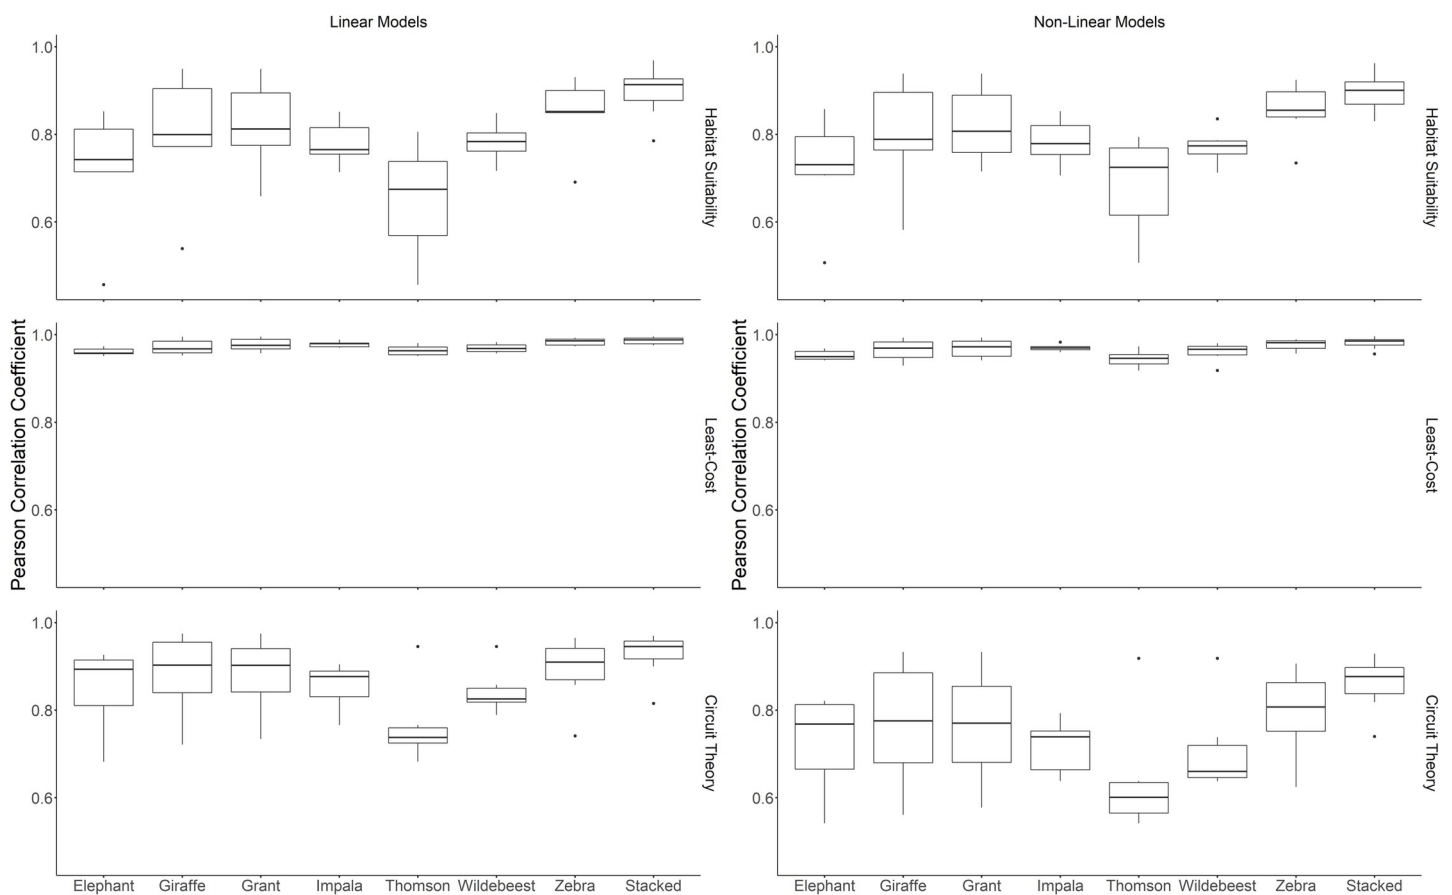 Linear Models
Non-Linear Models
Pearson Correlation Coefficient
1.0
0.8
0.6
Habitat Suitability
1.0
0.8
0.6
Least-Cost
1.0
0.8
0.6
Circuit Theory
Elephant Giraffe Grant Impala Thomson Wildebeest Zebra Stacked
Pearson Correlation Coefficient
1.0
0.8
0.6
Habitat Suitability
1.0
0.8
0.6
Least-Cost
1.0
0.8
0.6
Circuit Theory
Elephant Giraffe Grant Impala Thomson Wildebeest Zebra Stacked